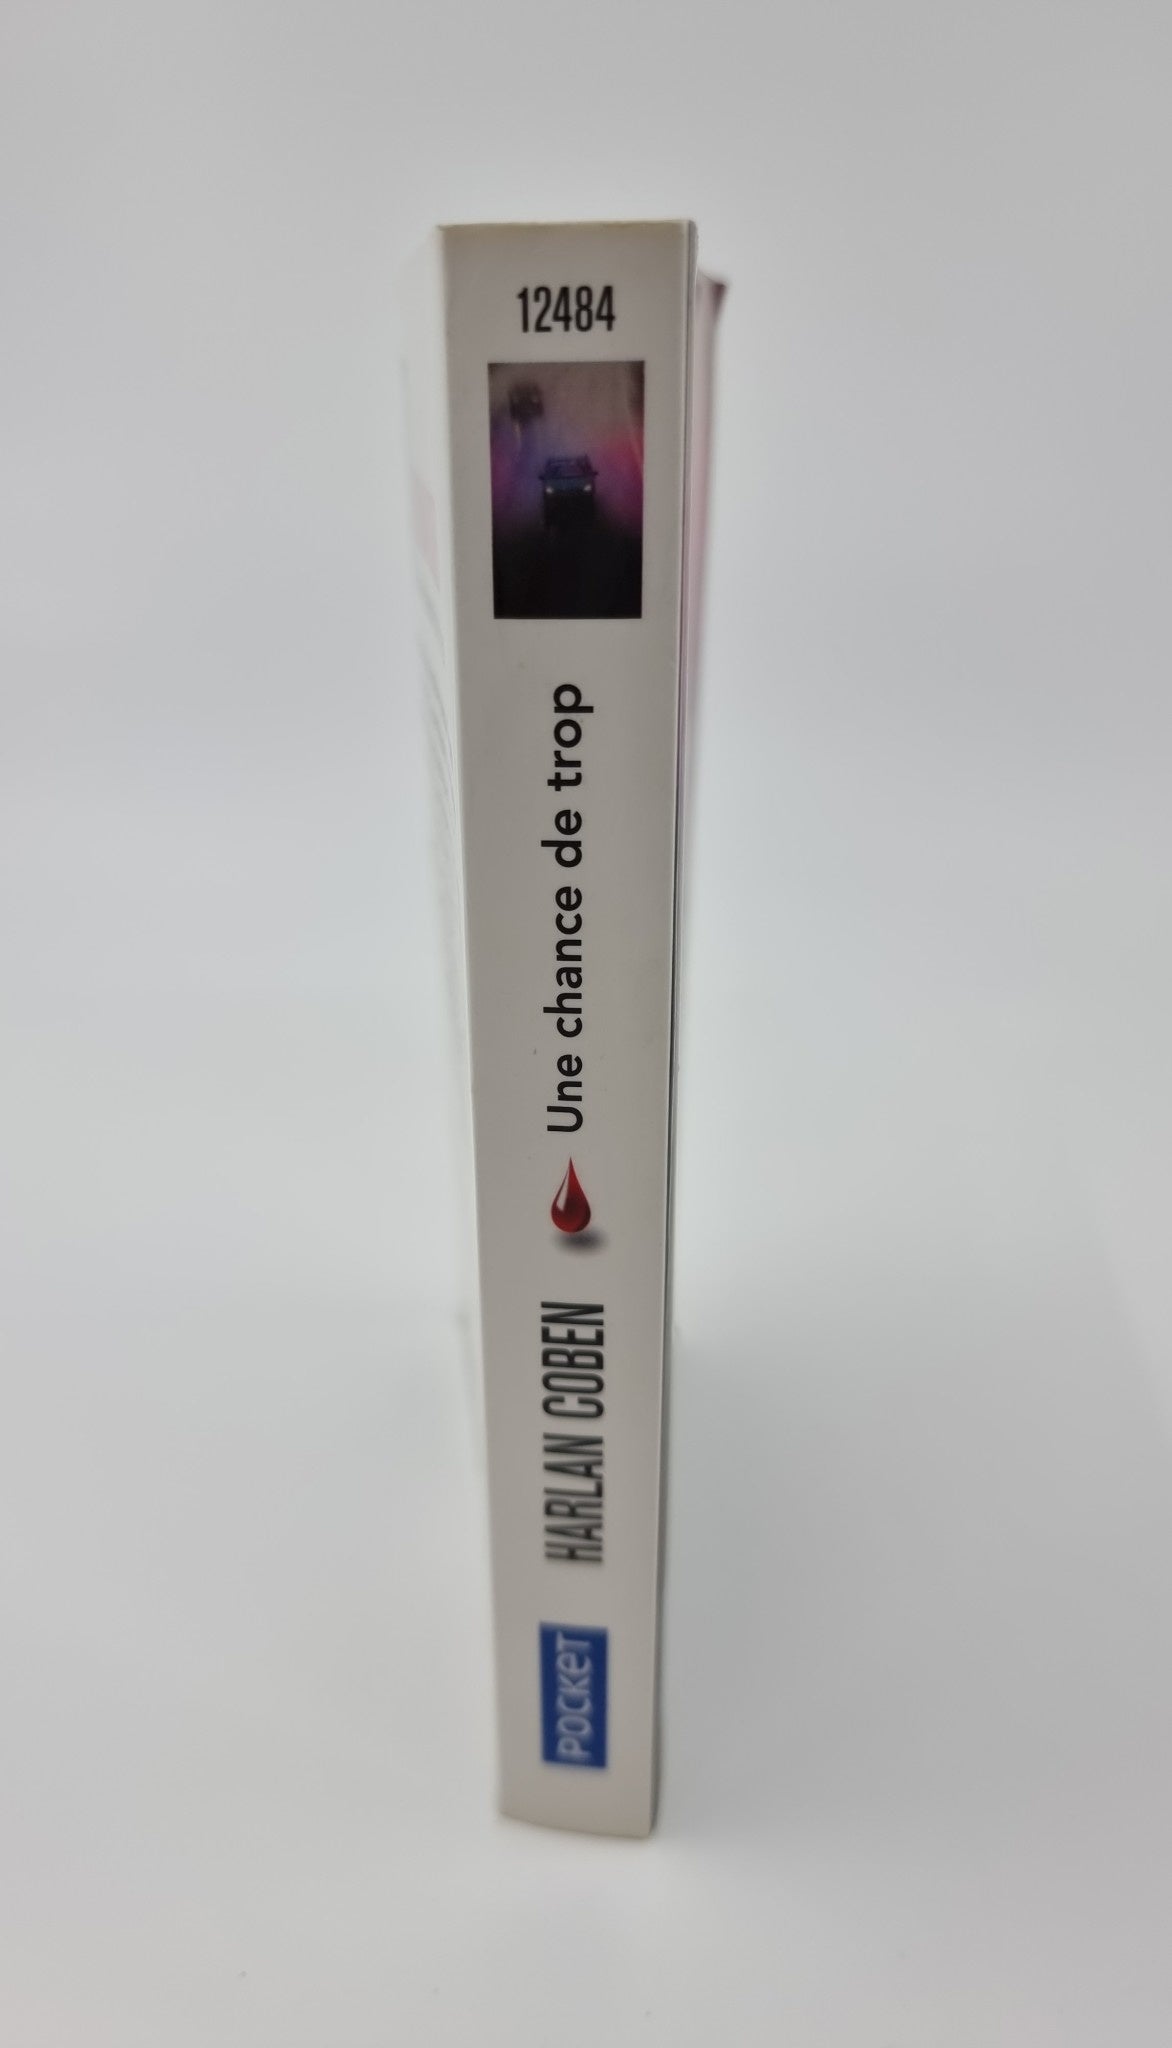 12484
Une chance de trop
HARLAN COBEN
POCKET